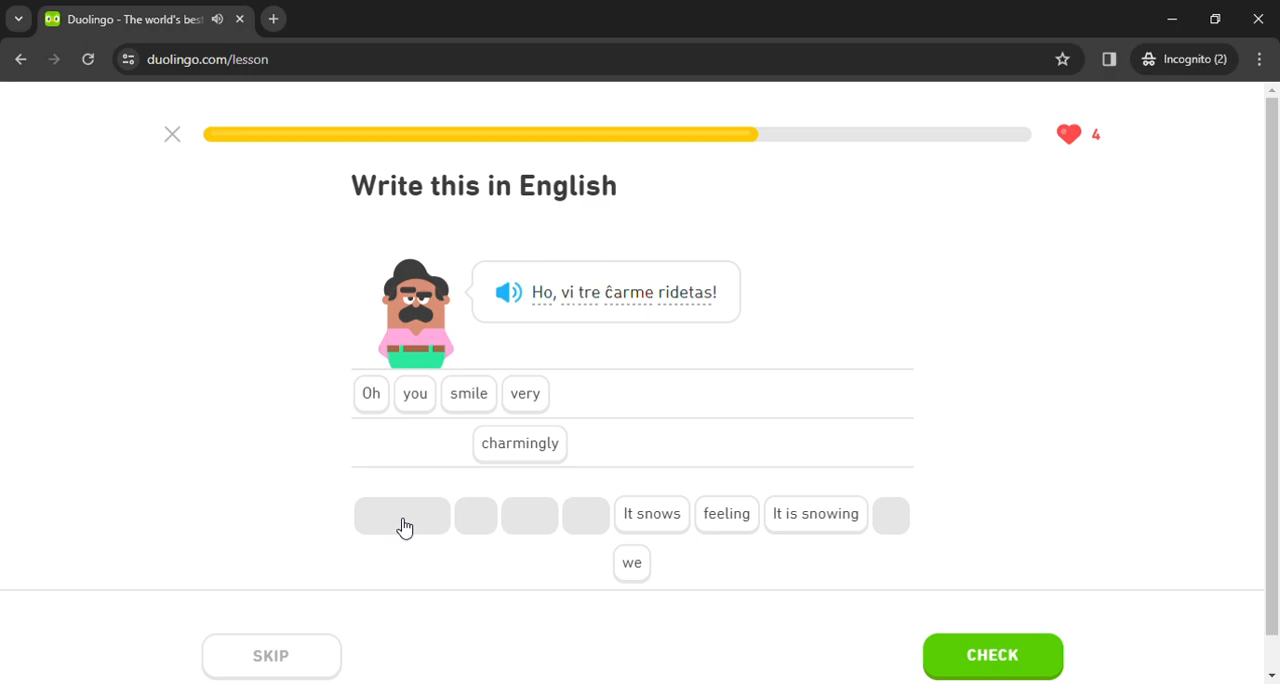 Duolingo - The world's bes
duolingo.com/lesson
Incognito (2)
4
Write this in English
Ho, vi tre ĉarme ridetas!
Oh you smile very
charmingly
It snows feeling It is snowing
we
SKIP
CHECK